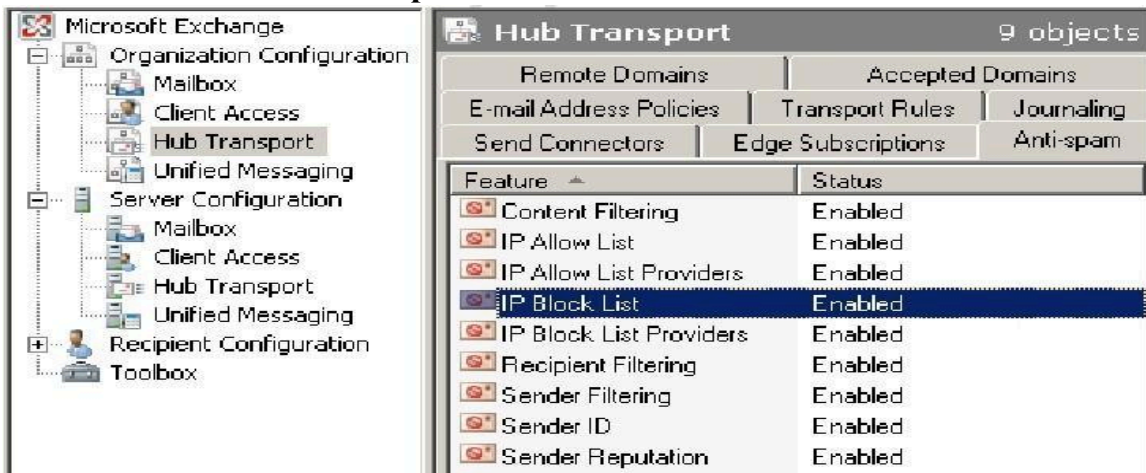 Microsoft Exchange
Organization Configuration
Mailbox
Client Access
Hub Transport
Unified Messaging
Server Configuration
Mailbox
Client Access
Hub Transport
Unified Messaging
Recipient Configuration
Toolbox
Hub Transport 9 objects
Remote Domains Accepted Domains
E-mail Address Policies Transport Rules Journaling
Send Connectors Edge Subscriptions Anti-spam
Feature Status
Content Filtering Enabled
IP Allow List Enabled
IP Allow List Providers Enabled
IP Block List Enabled
IP Block List Providers Enabled
Recipient Filtering Enabled
Sender Filtering Enabled
Sender ID Enabled
Sender Reputation Enabled